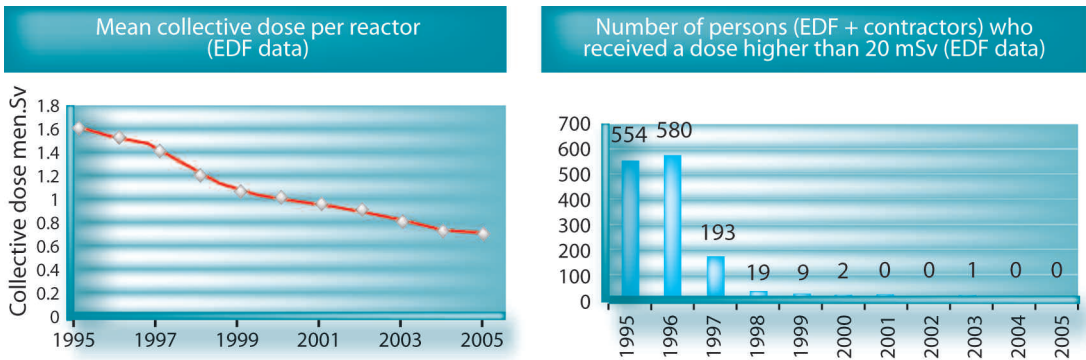 Mean collective dose per reactor
(EDF data)
Collective dose men.Sv
1.8
1.6
1.4
1.2
1
0.8
0.6
0.4
0.2
0
1995 1997 1999 2001 2003 2005
Number of persons (EDF + contractors) who
received a dose higher than 20 mSv (EDF data)
700
600
500
400
300
200
100
0
554 580 193 19 9 2 0 0 1 0 0
1995 1996 1997 1998 1999 2000 2001 2002 2003 2004 2005